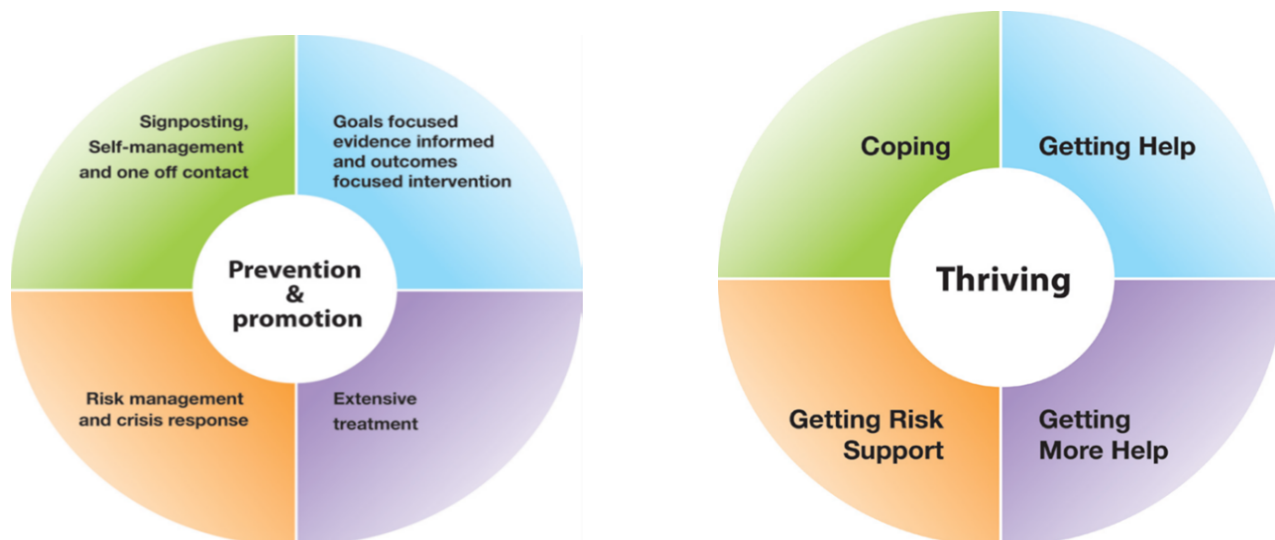 Signposting,
Self-management
and one off contact
Goals focused
evidence informed
and outcomes
focused intervention
Prevention
&
promotion
Risk management
and crisis response
Extensive
treatment
Coping
Getting Help
Thriving
Getting Risk
Support
Getting
More Help